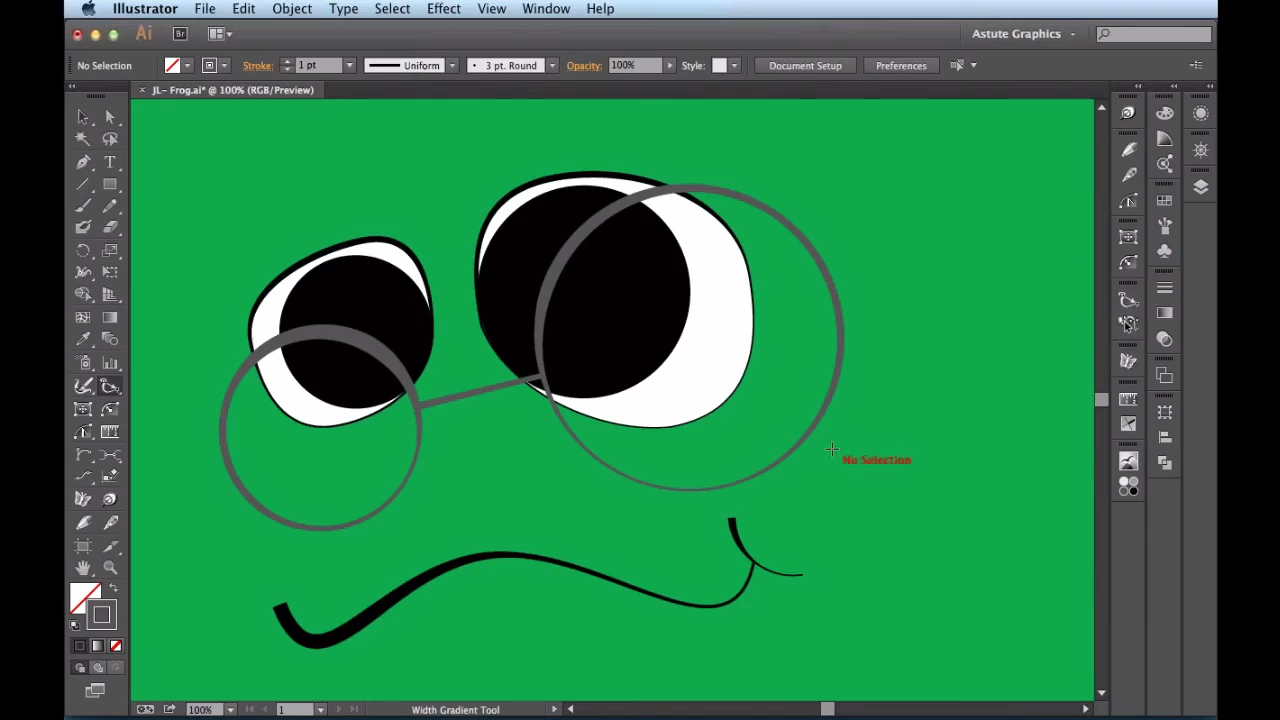 Illustrator File Edit Object Type Select Effect View Window Help
Ai Br Astute Graphics
No Selection Stroke: 1 pt Uniform 3 pt. Round Opacity: 100% Style: Document Setup Preferences
× JL- Frog.ai* @ 100% (RGB/Preview)
T
No Selection
100% 1 Width Gradient Tool